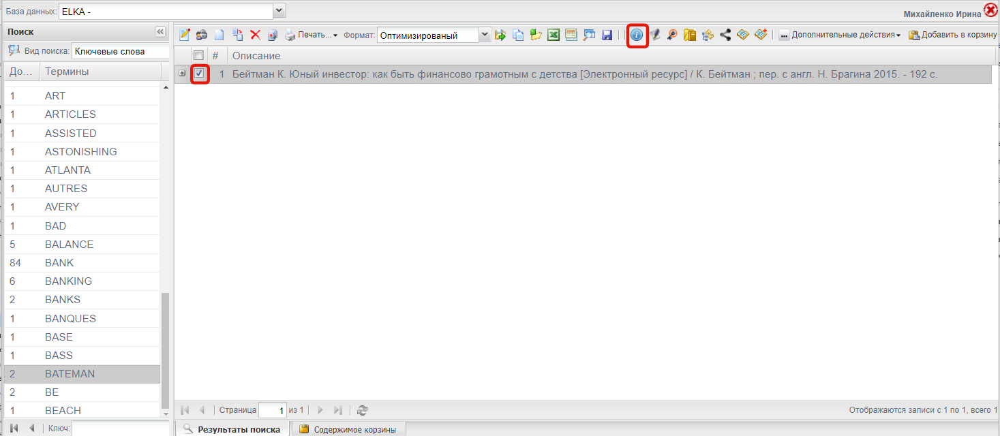 База данных: ELKA -
Михайленко Ирина
Поиск
Печать... Формат: Оптимизированый ... Дополнительные действия Добавить в корзину
Вид поиска: Ключевые слова
До... Термины
# Описание
1 Бейтман К. Юный инвестор: как быть финансово грамотным с детства [Электронный ресурс] / К. Бейтман ; пер. с англ. Н. Брагина 2015. - 192 с.
1 ART
1 ARTICLES
1 ASSISTED
1 ASTONISHING
1 ATLANTA
1 AUTRES
1 AVERY
1 BAD
5 BALANCE
84 BANK
6 BANKING
2 BANKS
1 BANQUES
1 BASE
1 BASS
2 BATEMAN
2 BE
1 BEACH
Страница 1 из 1
Отображаются записи с 1 по 1, всего 1
Ключ:
Результаты поиска Содержимое корзины